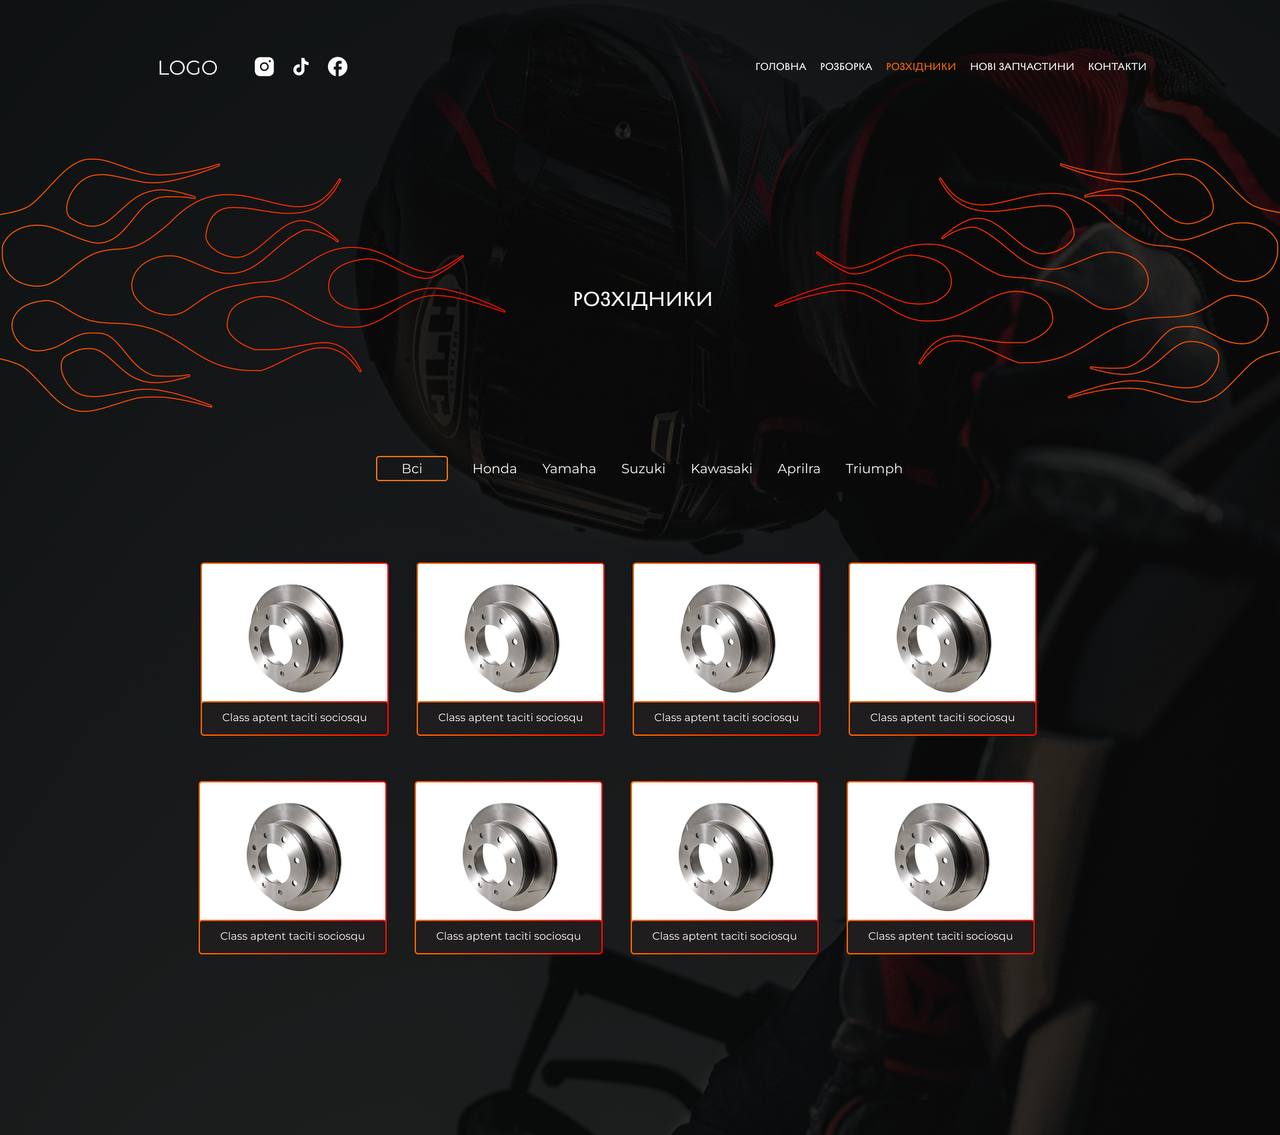 LOGO
ГОЛОВНА РОЗБОРКА РОЗХІДНИКИ НОВІ ЗАПЧАСТИНИ КОНТАКТИ
РОЗХІДНИКИ
HJC
Всі Honda Yamaha Suzuki Kawasaki Aprilra Triumph
Class aptent taciti sociosqu Class aptent taciti sociosqu Class aptent taciti sociosqu Class aptent taciti sociosqu
Class aptent taciti sociosqu Class aptent taciti sociosqu Class aptent taciti sociosqu Class aptent taciti sociosqu